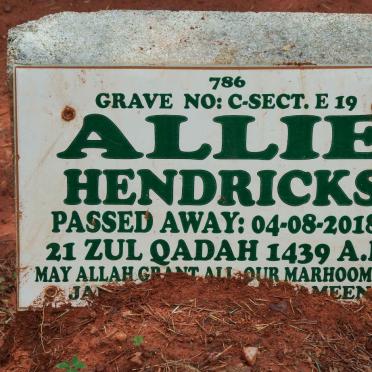 786
GRAVE NO: C-SECT. E 19
ALLIE
HENDRICKS
PASSED AWAY: 04-08-2018
21 ZUL QADAH 1439 A.
MAY ALLAH GRANT ALL OUR MARHOOM